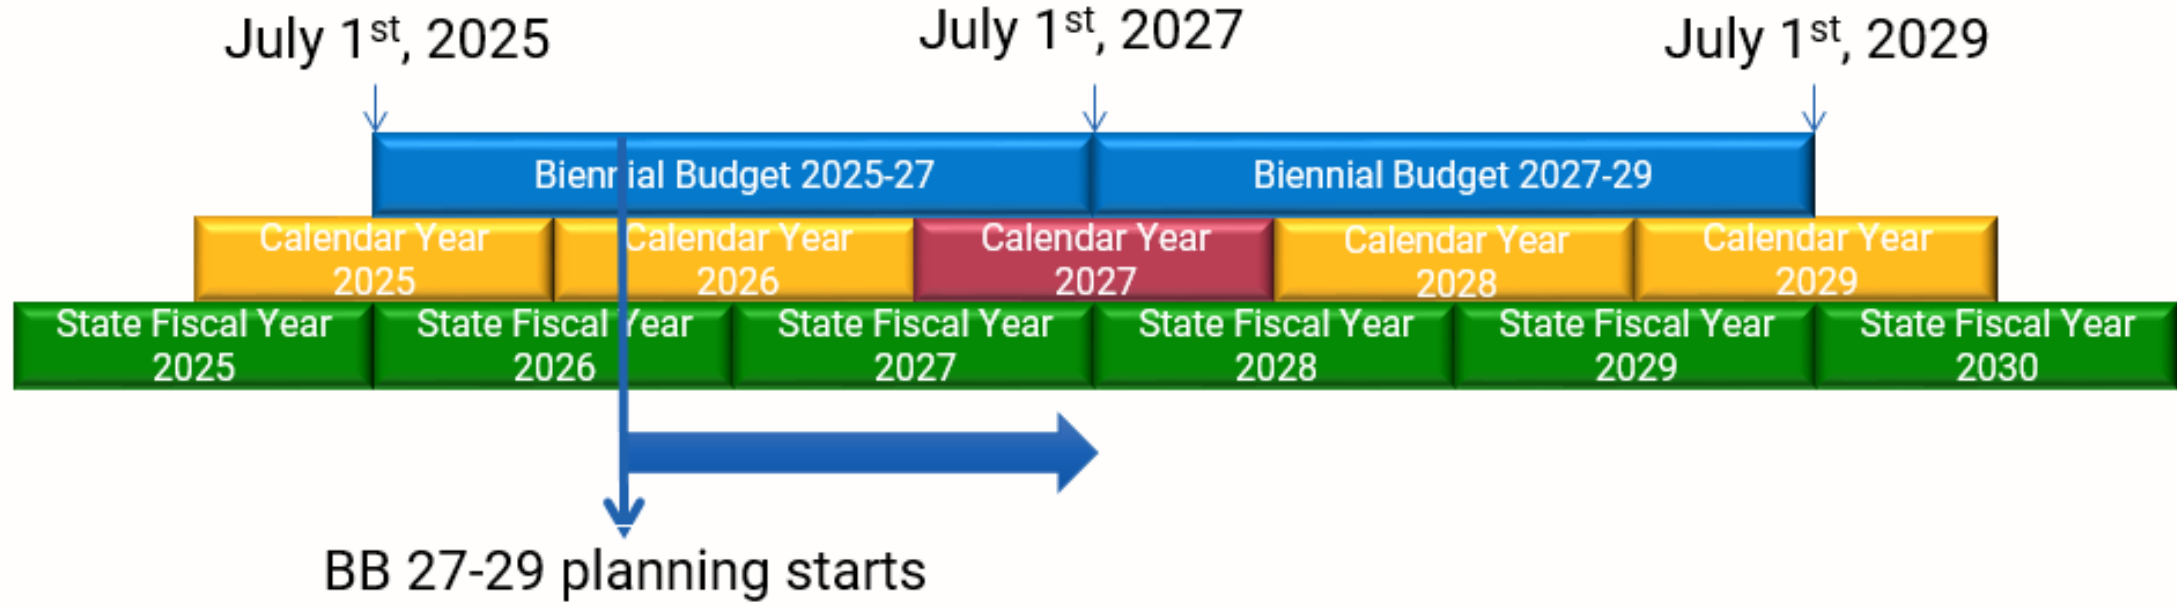 July 1st, 2025
July 1st, 2027
July 1st, 2029
Biennial Budget 2025-27
Biennial Budget 2027-29
Calendar Year
2025
Calendar Year
2026
Calendar Year
2027
Calendar Year
2028
Calendar Year
2029
State Fiscal Year
2025
State Fiscal Year
2026
State Fiscal Year
2027
State Fiscal Year
2028
State Fiscal Year
2029
State Fiscal Year
2030
BB 27-29 planning starts